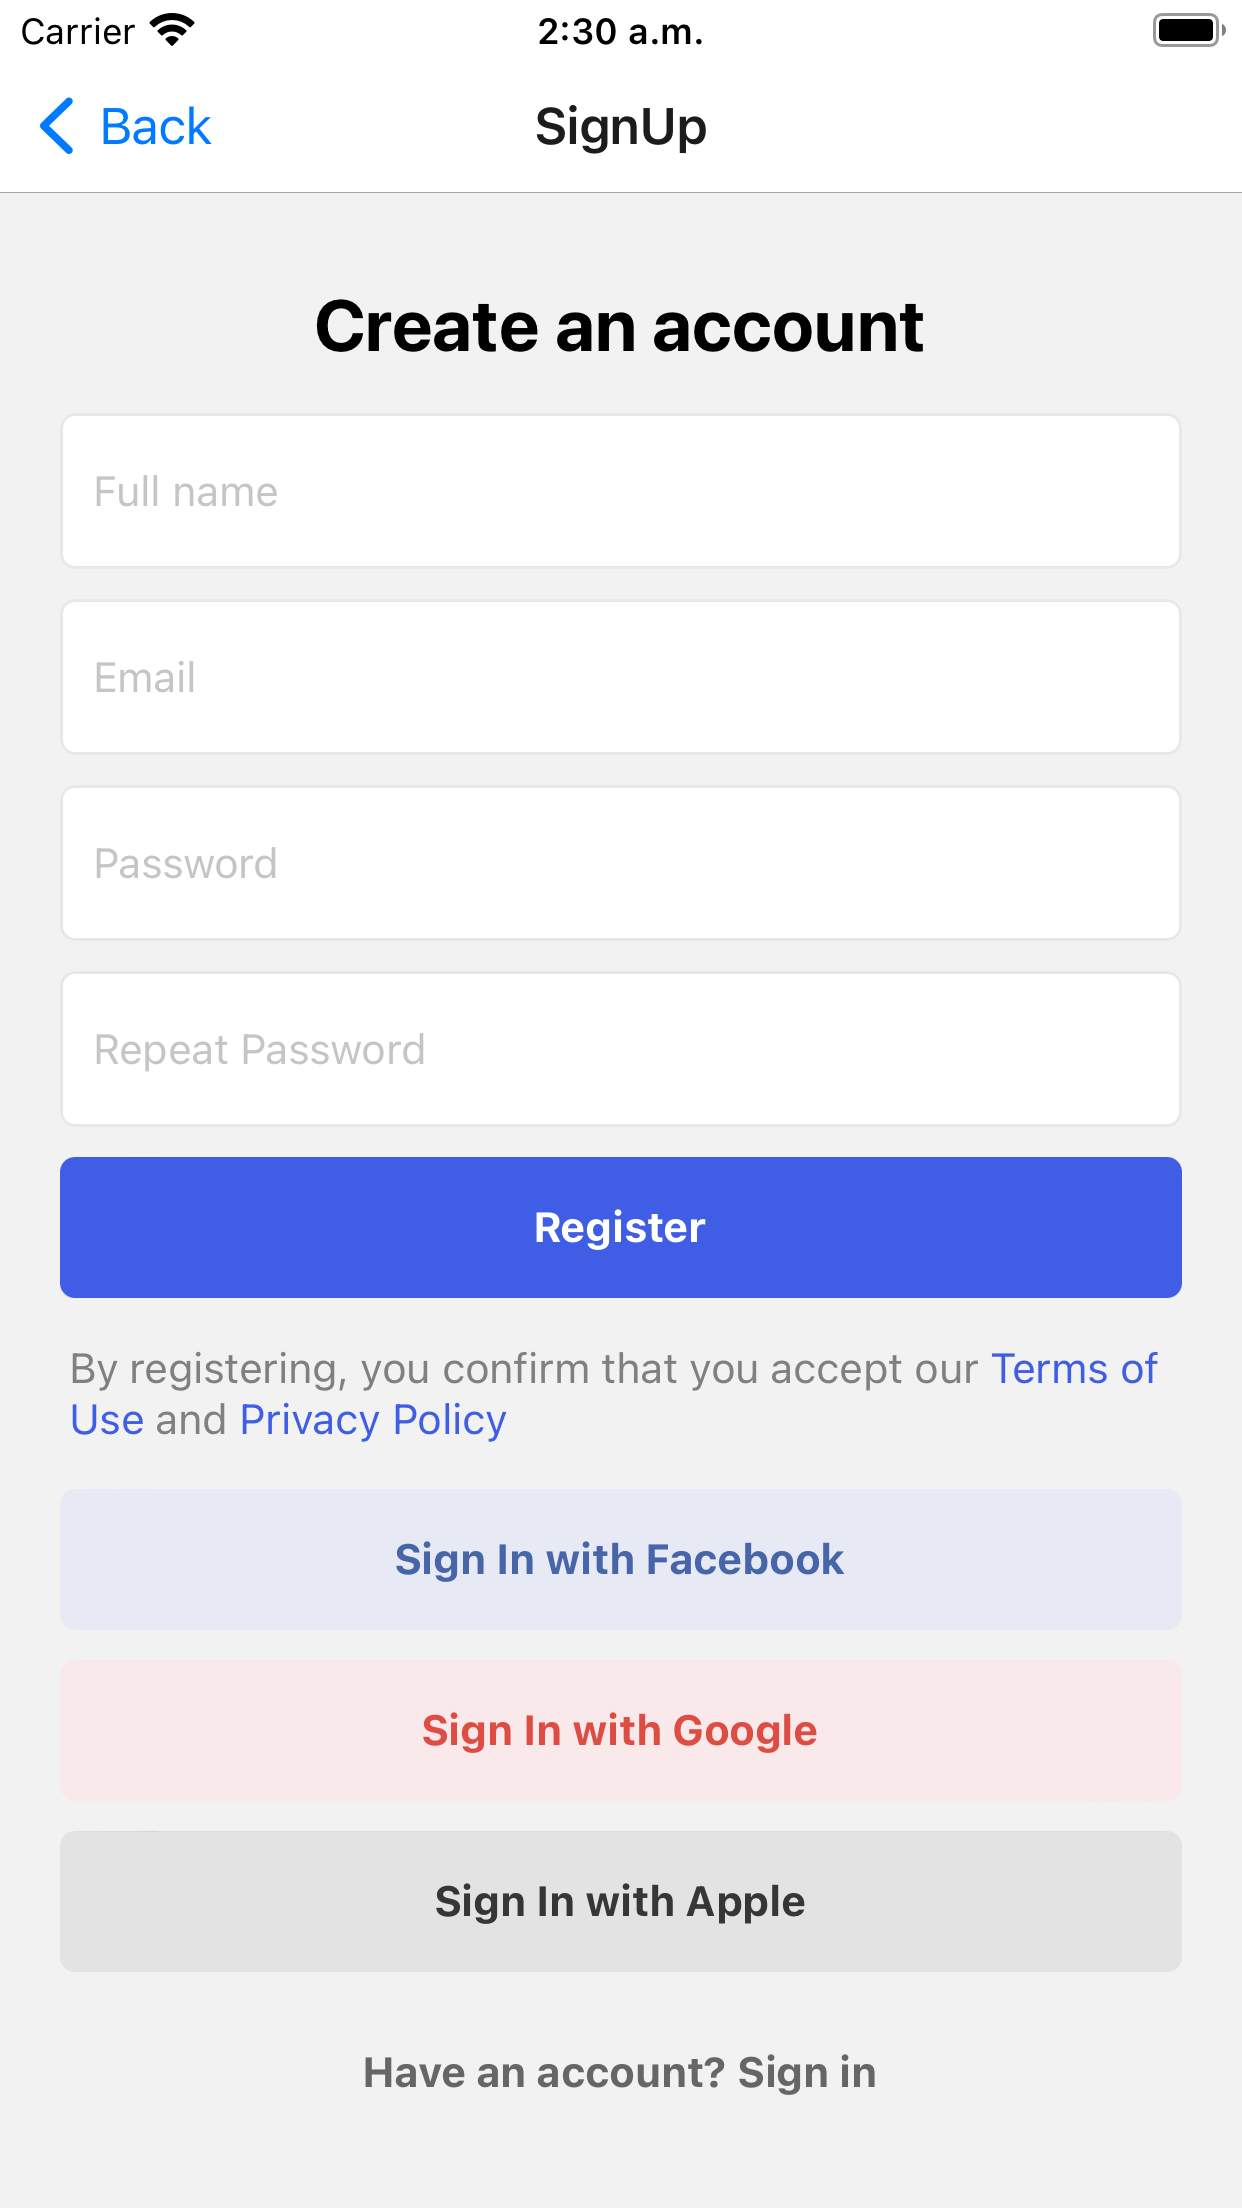 Carrier
2:30 a.m.
Back
SignUp
Create an account
Full name
Email
Password
Repeat Password
Register
By registering, you confirm that you accept our Terms of
Use and Privacy Policy
Sign In with Facebook
Sign In with Google
Sign In with Apple
Have an account? Sign in